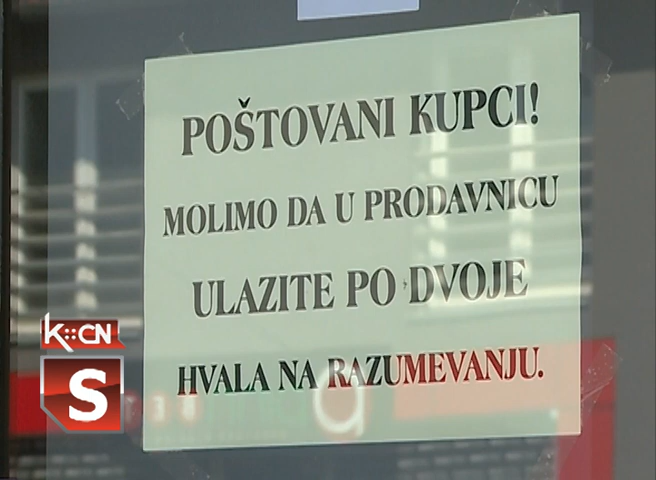 POŠTOVANI KUPCI!
MOLIMO DA U PRODAVNICU
ULAZITE PO DVOJE
HVALA NA RAZUMEVANJU.
K::CN
S